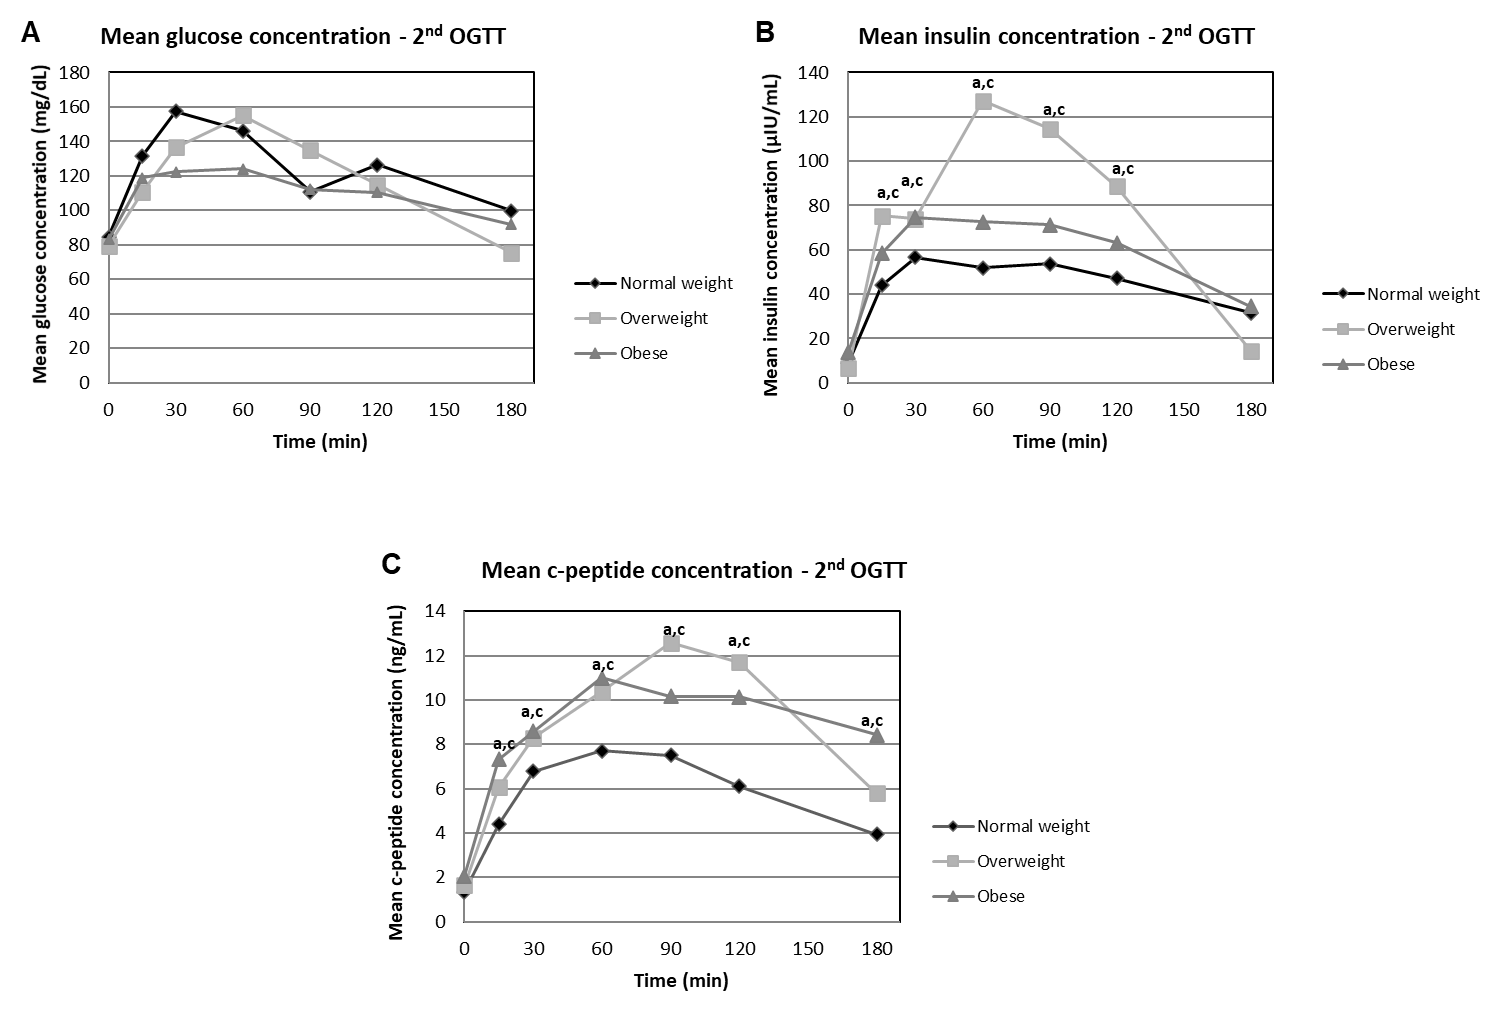 A
Mean glucose concentration - 2nd OGTT
Mean glucose concentration (mg/dL)
180
160
140
120
100
80
60
40
20
0
0 30 60 90 120 150 180
Time (min)
Normal weight
Overweight
Obese
B
Mean insulin concentration - 2nd OGTT
Mean insulin concentration (µIU/mL)
140
120
100
80
60
40
20
0
a,c
a,c
a,c
a,c
a,c
0 30 60 90 120 150 180
Time (min)
Normal weight
Overweight
Obese
C
Mean c-peptide concentration - 2nd OGTT
Mean c-peptide concentration (ng/mL)
14
12
10
8
6
4
2
0
a,c
a,c
a,c
a,c
a,c
a,c
0 30 60 90 120 150 180
Time (min)
Normal weight
Overweight
Obese